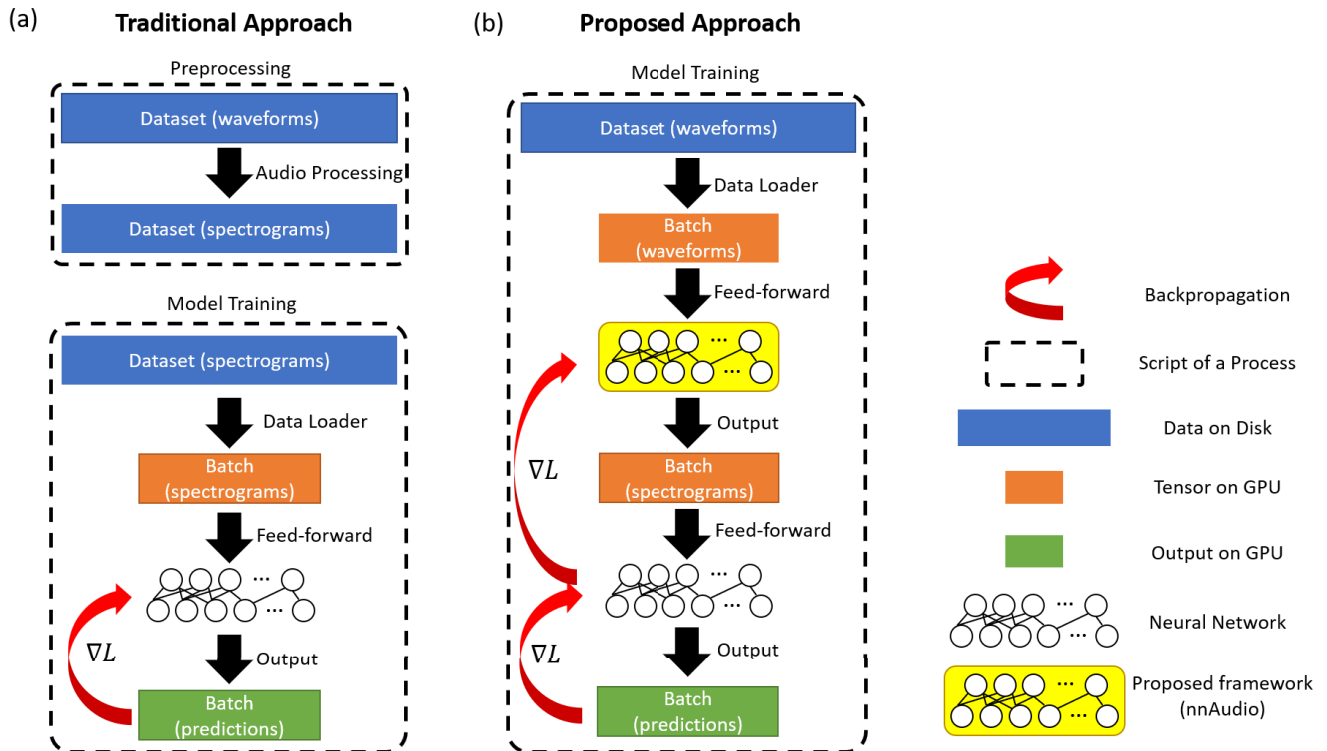 (a)
Traditional Approach
Preprocessing
Dataset (waveforms)
Audio Processing
Dataset (spectrograms)
Model Training
Dataset (spectrograms)
Data Loader
Batch
(spectrograms)
Feed-forward
...
...
∇L
Output
Batch
(predictions)
(b)
Proposed Approach
Model Training
Dataset (waveforms)
Data Loader
Batch
(waveforms)
Feed-forward
...
...
Output
∇L
Batch
(spectrograms)
Feed-forward
...
...
∇L
Output
Batch
(predictions)
Backpropagation
Script of a Process
Data on Disk
Tensor on GPU
Output on GPU
...
...
Neural Network
...
...
Proposed framework
(nnAudio)